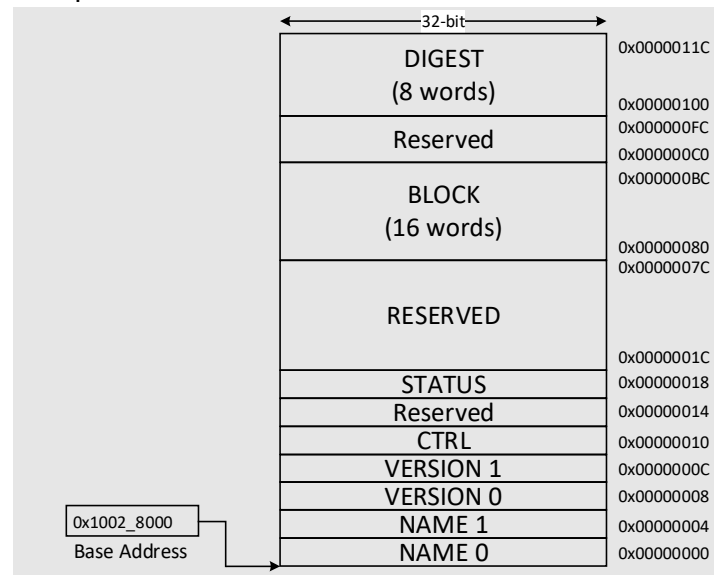 32-bit
DIGEST
(8 words)
0x0000011C
0x00000100
Reserved
0x000000FC
0x000000C0
BLOCK
(16 words)
0x000000BC
0x00000080
RESERVED
0x0000007C
0x0000001C
STATUS 0x00000018
Reserved 0x00000014
CTRL 0x00000010
VERSION 1 0x0000000C
VERSION 0 0x00000008
0x1002_8000
Base Address
NAME 1 0x00000004
NAME 0 0x00000000